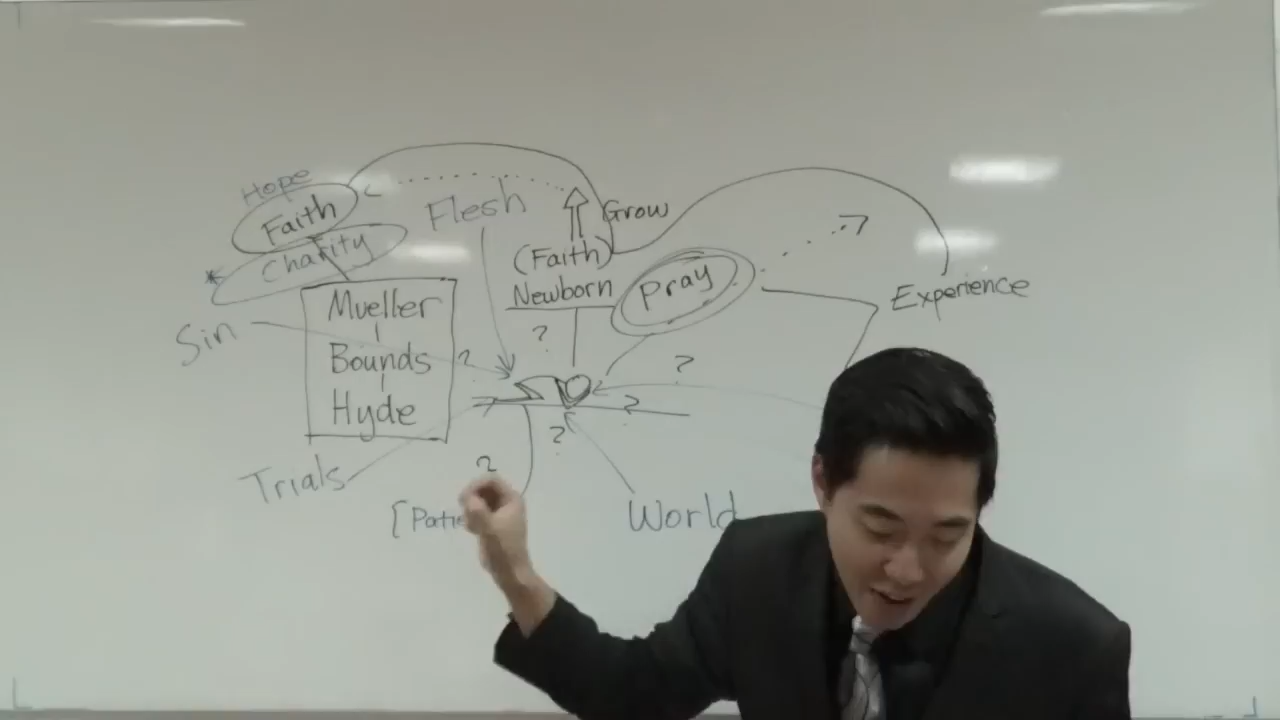 Hope
Faith
* Charity
Flesh
Grow
(Faith)
Newborn
Pray
Experience
Sin
Mueller
Bounds
Hyde
?
?
?
?
?
?
Trials
World